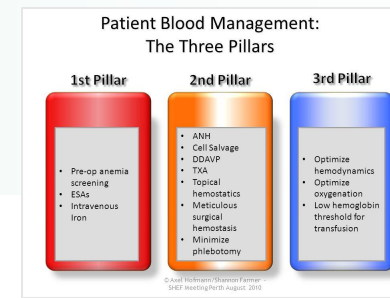 Patient Blood Management:
The Three Pillars
1st Pillar
2nd Pillar
3rd Pillar
• Pre-op anemia
screening
• ESAs
• Intravenous
Iron
• ANH
• Cell Salvage
• DDAVP
• TXA
• Topical
hemostatics
• Meticulous
surgical
hemostasis
• Minimize
phlebotomy
• Optimize
hemodynamics
• Optimize
oxygenation
• Low hemoglobin
threshold for
transfusion
© Axel Hofmann/Shannon Farmer -
SHEF Meeting Perth August 2010